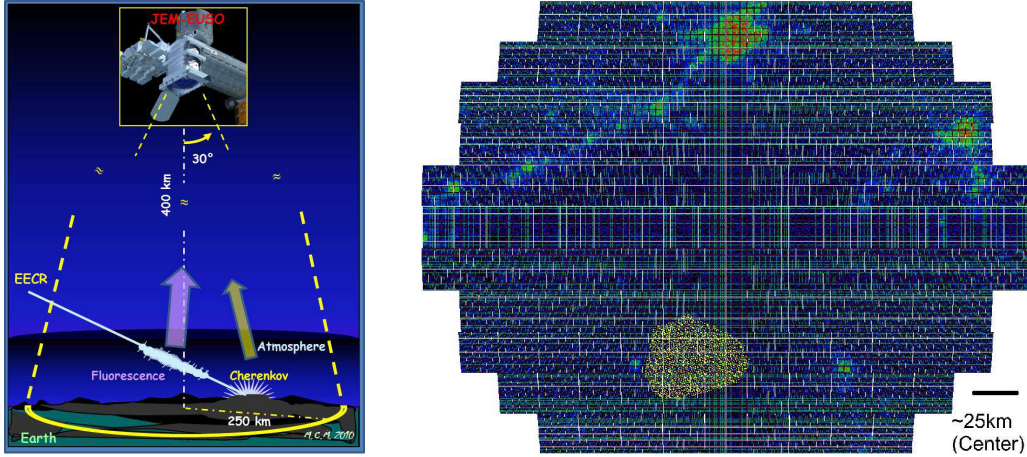 JEM-EUSO
30°
400 km
EECR
Atmosphere
Fluorescence
Cherenkov
250 km
Earth
M.C.M. 2010
~25km
(Center)